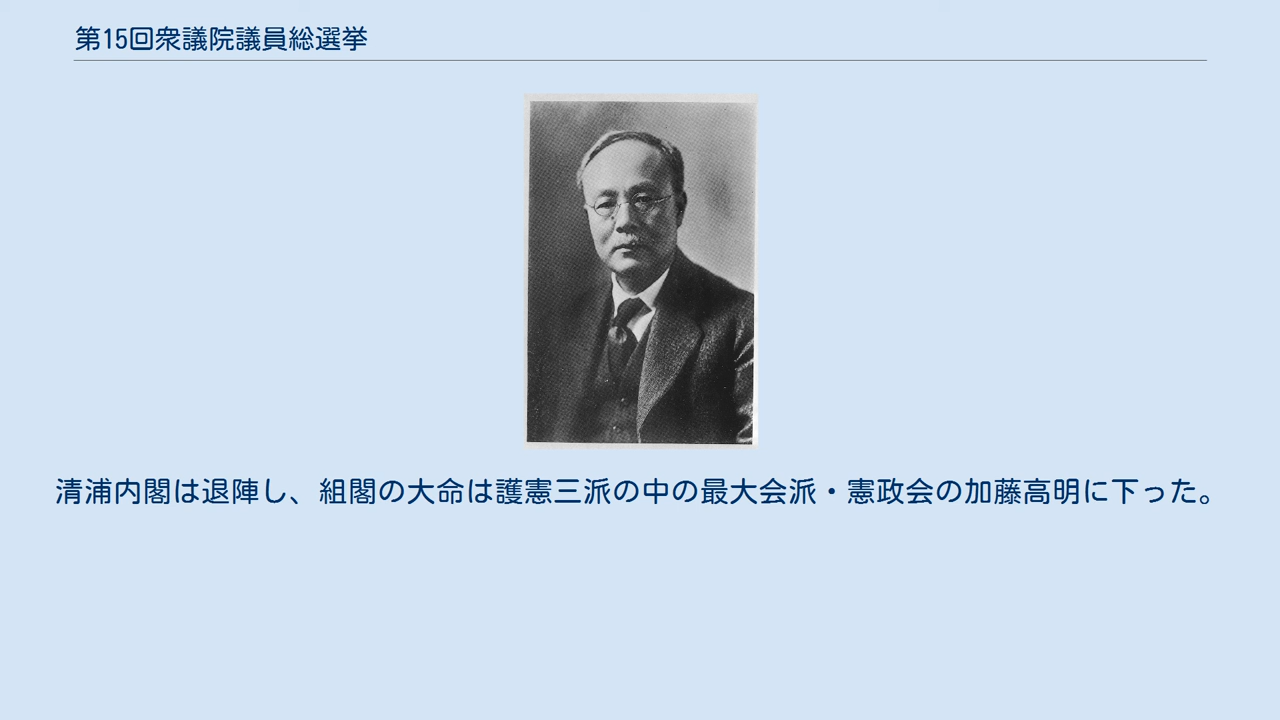 第15回衆議院議員総選挙
清浦内閣は退陣し、組閣の大命は護憲三派の中の最大会派・憲政会の加藤高明に下った。